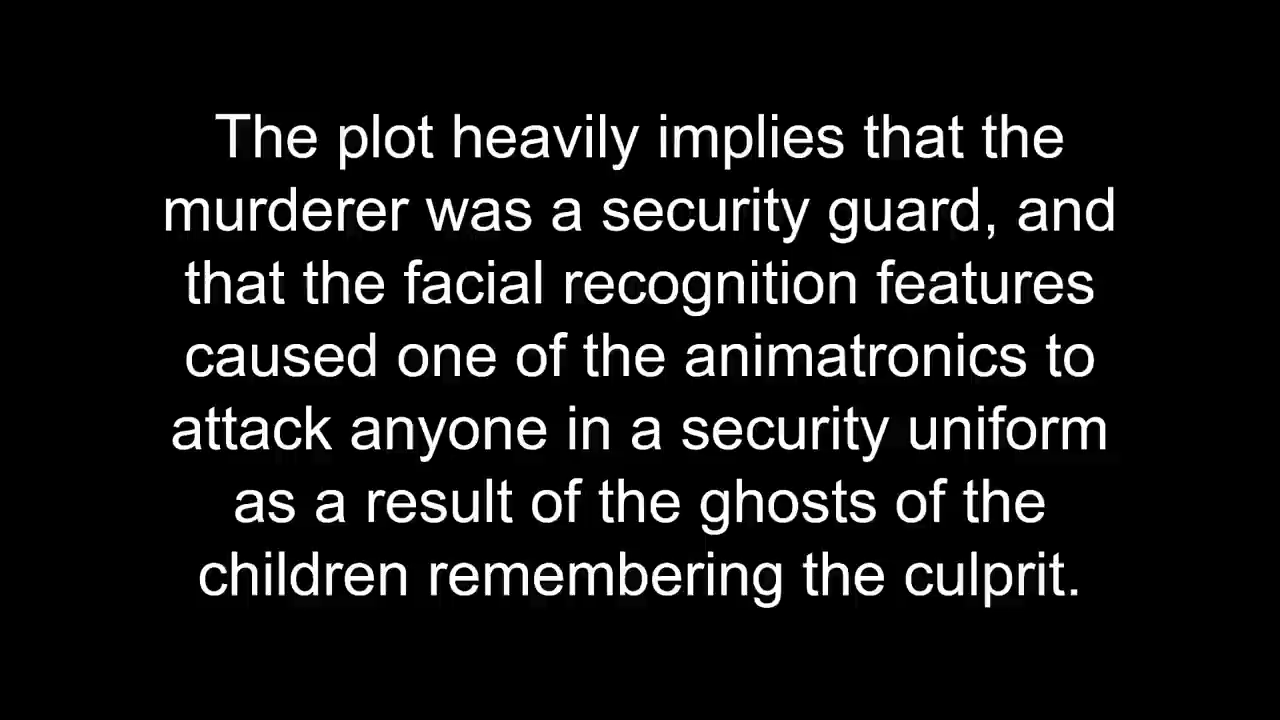 The plot heavily implies that the
murderer was a security guard, and
that the facial recognition features
caused one of the animatronics to
attack anyone in a security uniform
as a result of the ghosts of the
children remembering the culprit.